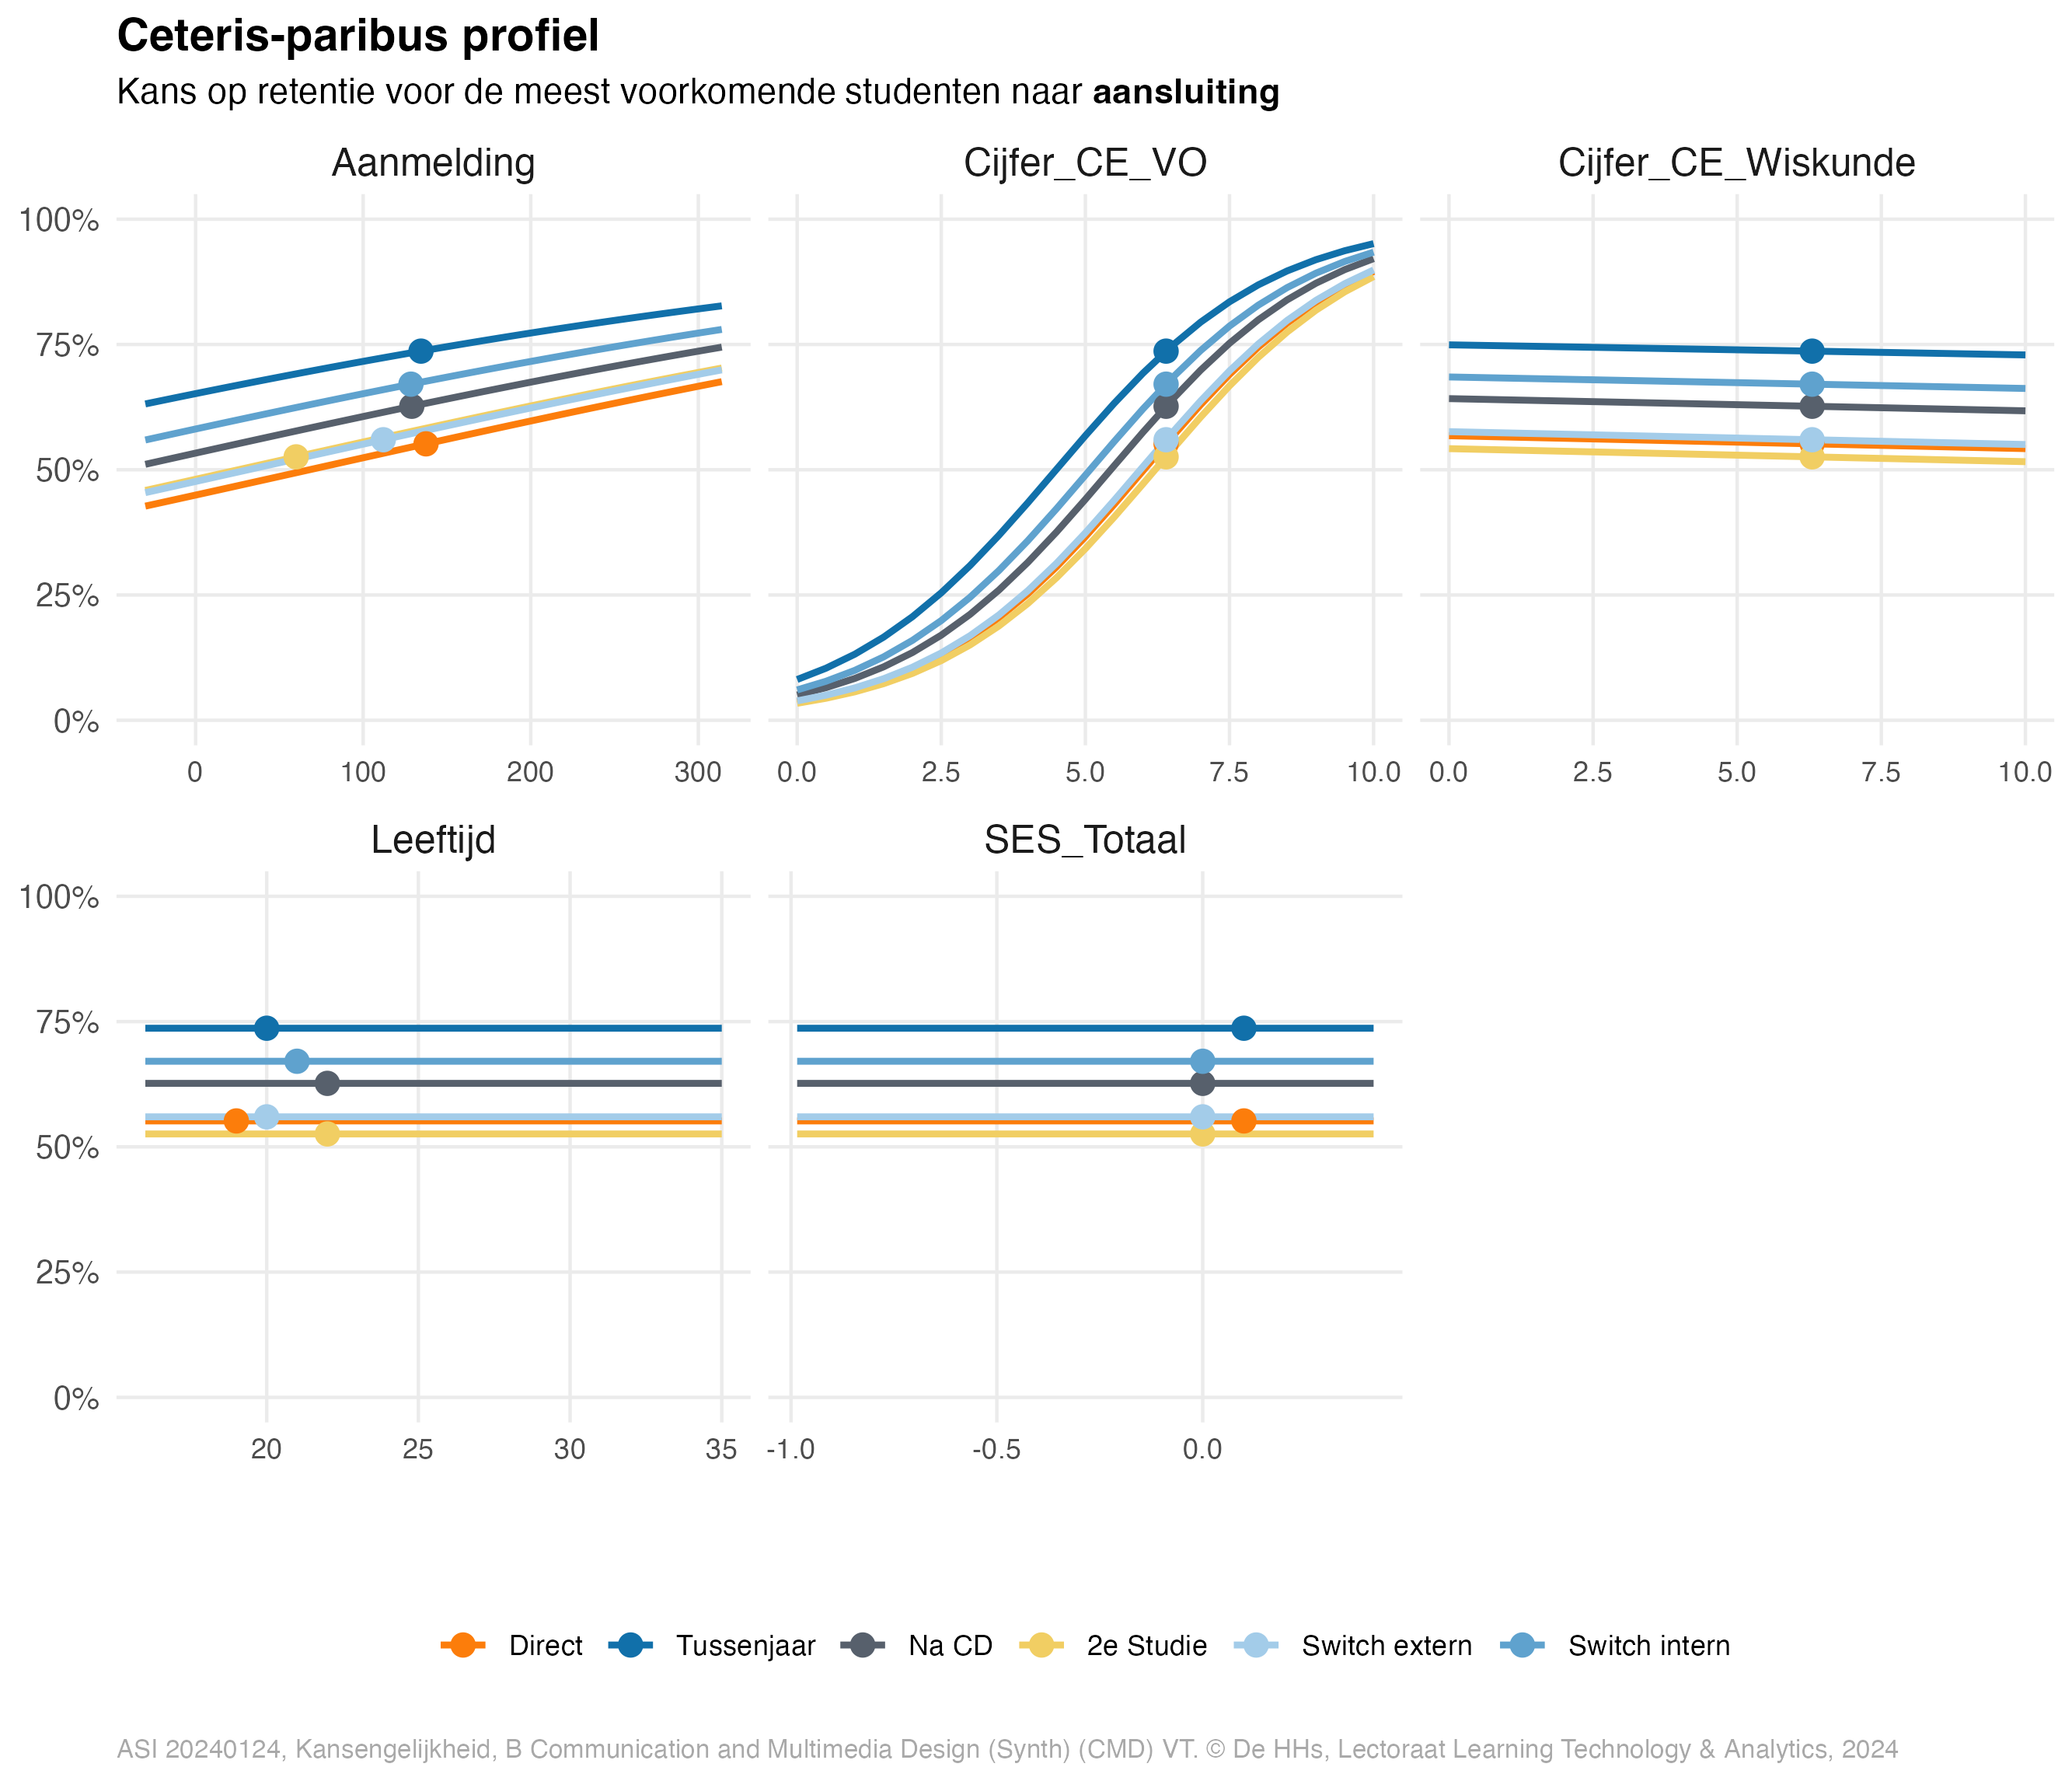 Ceteris-paribus profiel
Kans op retentie voor de meest voorkomende studenten naar aansluiting
Aanmelding
Cijfer_CE_VO
Cijfer_CE_Wiskunde
100%
75%
50%
25%
0%
0 100 200 300
0.0 2.5 5.0 7.5 10.0
0.0 2.5 5.0 7.5 10.0
Leeftijd
SES_Totaal
100%
75%
50%
25%
0%
20 25 30 35
-1.0 -0.5 0.0
Direct Tussenjaar Na CD 2e Studie Switch extern Switch intern
ASI 20240124, Kansengelijkheid, B Communication and Multimedia Design (Synth) (CMD) VT. © De HHs, Lectoraat Learning Technology & Analytics, 2024